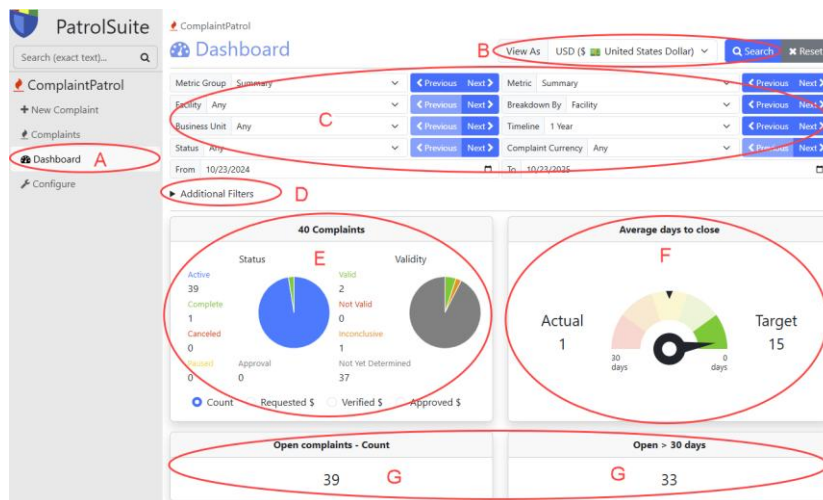 PatrolSuite
Search (exact text)...
ComplaintPatrol
New Complaint
Complaints
Dashboard
A
Configure
ComplaintPatrol
Dashboard
B
View As USD ($ United States Dollar)
Search
Reset
Metric Group Summary
Previous Next
Metric Summary
Previous Next
Facility Any
Previous Next
Breakdown By Facility
Previous Next
Business Unit Any
C
Previous Next
Timeline 1 Year
Previous Next
Status Any
Previous Next
Complaint Currency Any
Previous Next
From 10/23/2024
To 10/23/2025
Additional Filters
D
40 Complaints
Status
E
Validity
Active
39
Complete
1
Canceled
0
Paused
0
Approval
0
Valid
2
Not Valid
0
Inconclusive
1
Not Yet Determined
37
Count Requested $ Verified $ Approved $
Average days to close
F
Actual
1
Target
15
30
days
0
days
Open complaints - Count
39
G
Open > 30 days
G
33